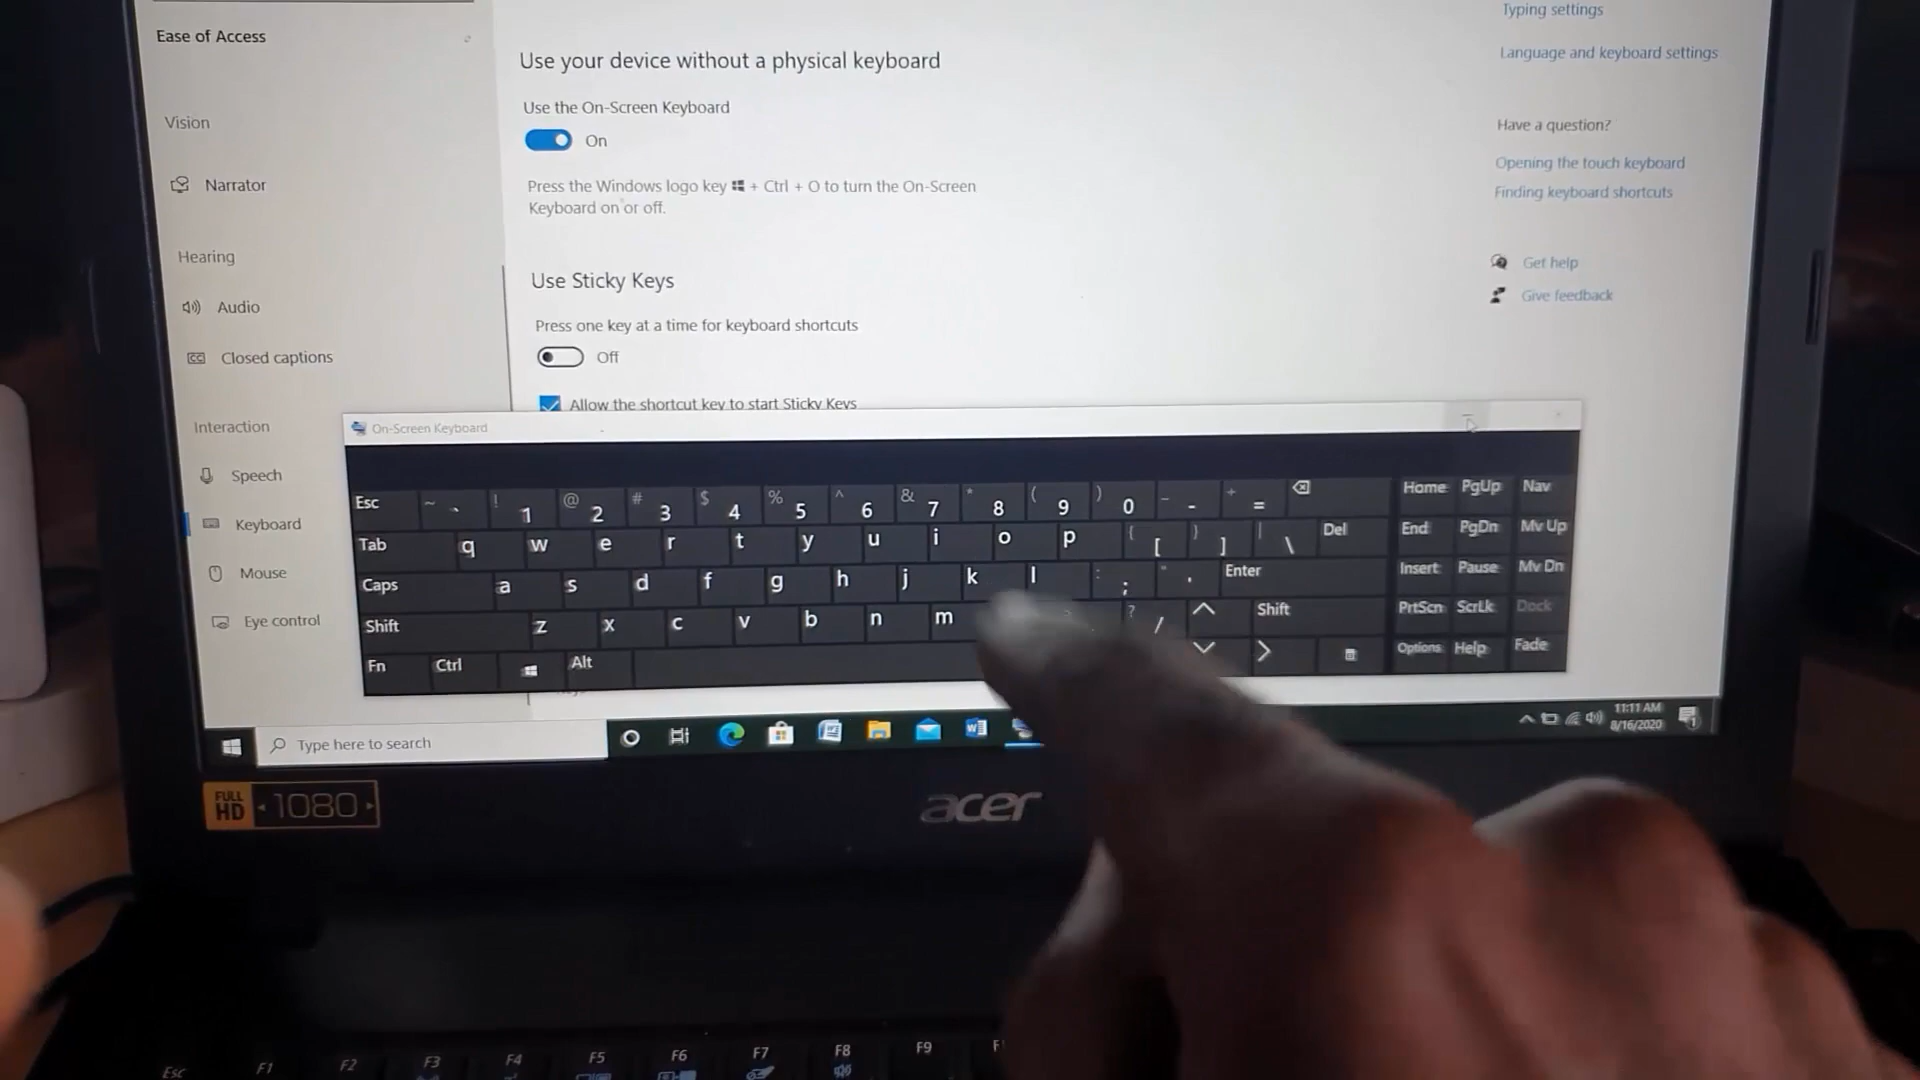 Ease of Access
Vision
Narrator
Hearing
Audio
CC Closed captions
Interaction
Speech
Keyboard
Mouse
Eye control
Use your device without a physical keyboard
Use the On-Screen Keyboard
On
Press the Windows logo key + Ctrl + O to turn the On-Screen
Keyboard on or off.
Use Sticky Keys
Press one key at a time for keyboard shortcuts
Off
Allow the shortcut key to start Sticky Keys
Typing settings
Language and keyboard settings
Have a question?
Opening the touch keyboard
Finding keyboard shortcuts
Get help
Give feedback
On-Screen Keyboard
Esc ~ ` ! 1 @ 2 # 3 $ 4 % 5 ^ 6 & 7 * 8 ( 9 ) 0 _ - + = Home PgUp Nav
Tab q w e r t y u i o p { [ } ] | \ Del End PgDn Mv Up
Caps a s d f g h j k l : ; " ' Enter Insert Pause Mv Dn
Shift z x c v b n m ? / Shift PrtScn ScrLk Dock
Fn Ctrl Alt Options Help Fade
Type here to search
11:11 AM
8/16/2020
1
FULL HD 1080
acer
Esc F1 F2 F3 F4 F5 F6 F7 F8 F9